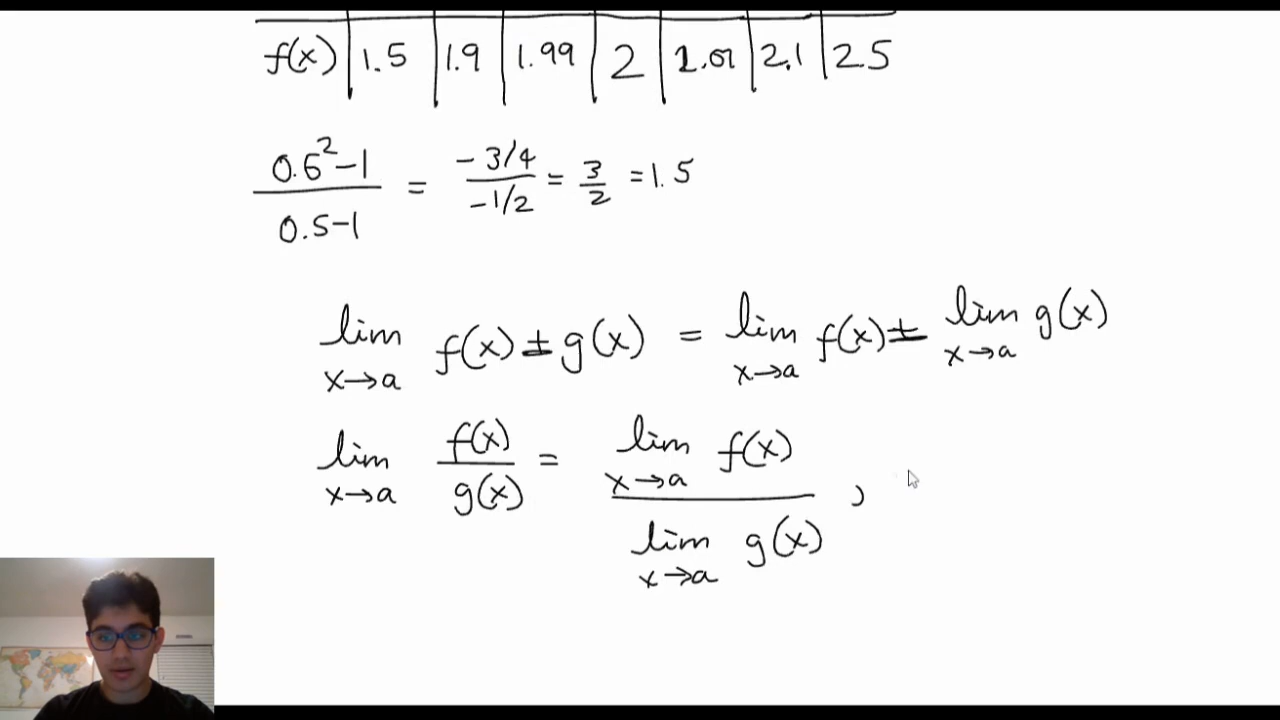 f(x) | 1.5 | 1.9 | 1.99 | 2 | 2.01 | 2.1 | 2.5
(0.6² − 1)/(0.5 − 1) = (−3/4)/(−1/2) = 3/2 = 1.5
lim x→a f(x) ± g(x) = lim x→a f(x) ± lim x→a g(x)
lim x→a f(x)/g(x) = (lim x→a f(x))/(lim x→a g(x)) ,